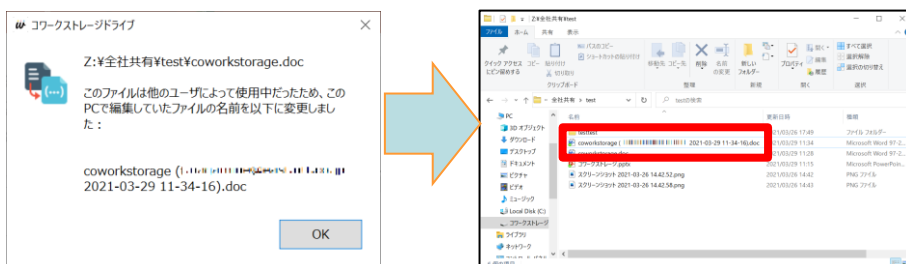 コワークストレージドライブ
Z:¥全社共有¥test¥coworkstorage.doc
このファイルは他のユーザによって使用中だったため、この
PCで編集していたファイルの名前を以下に変更しまし
た：
coworkstorage (
2021-03-29 11-34-16).doc
OK
Z:¥全社共有¥test
ファイル ホーム 共有 表示
クイック アクセス コピー 貼り付け
にピン留めする
パスのコピー
ショートカットの貼り付け
切り取り
移動先 コピー先 削除 名前の変更
新しいフォルダー
プロパティ
開く
編集
履歴
すべて選択
選択解除
選択の切り替え
クリップボード 整理 新規 開く 選択
全社共有 > test
testの検索
名前 更新日時 種類
testtest 2021/03/26 17:49 ファイル フォルダー
coworkstorage ( 2021-03-29 11-34-16).doc 2021/03/29 11:34 Microsoft Word 97-2...
coworkstorage.doc 2021/03/29 11:28 Microsoft Word 97-2...
コワークストレージ.pptx 2021/03/29 11:15 Microsoft PowerPoin...
スクリーンショット 2021-03-26 14.42.52.png 2021/03/26 14:42 PNG ファイル
スクリーンショット 2021-03-26 14.42.58.png 2021/03/26 14:43 PNG ファイル
PC
3D オブジェクト
ダウンロード
デスクトップ
ドキュメント
ピクチャ
ビデオ
ミュージック
Local Disk (C:)
コワークストレージ
ライブラリ
ネットワーク